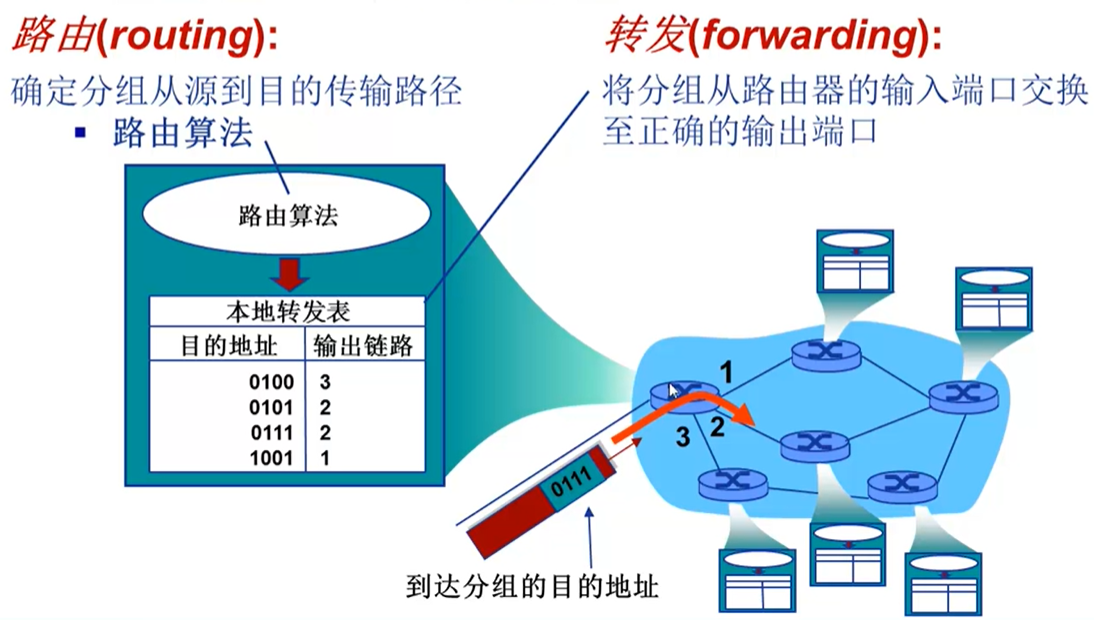 路由(routing):
确定分组从源到目的传输路径
▪ 路由算法
转发(forwarding):
将分组从路由器的输入端口交换
至正确的输出端口
路由算法
本地转发表
目的地址 输出链路
0100 3
0101 2
0111 2
1001 1
1
2
3
0111
到达分组的目的地址